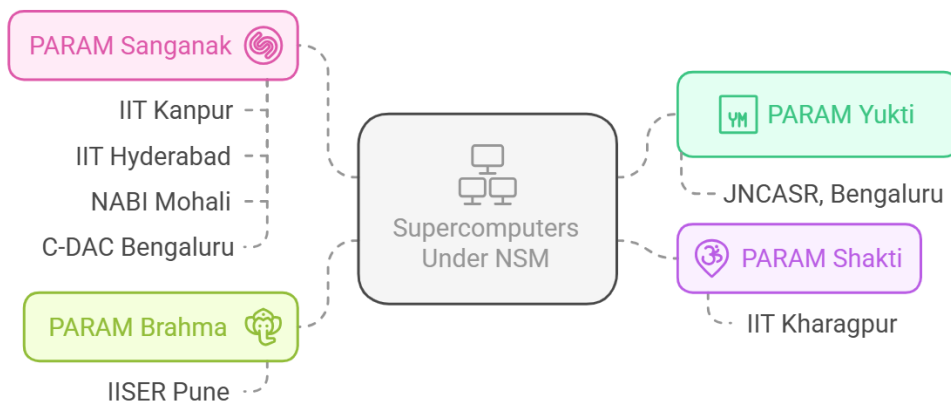 PARAM Sanganak
IIT Kanpur
IIT Hyderabad
NABI Mohali
C-DAC Bengaluru
PARAM Brahma
IISER Pune
Supercomputers
Under NSM
YM
PARAM Yukti
JNCASR, Bengaluru
ॐ
PARAM Shakti
IIT Kharagpur